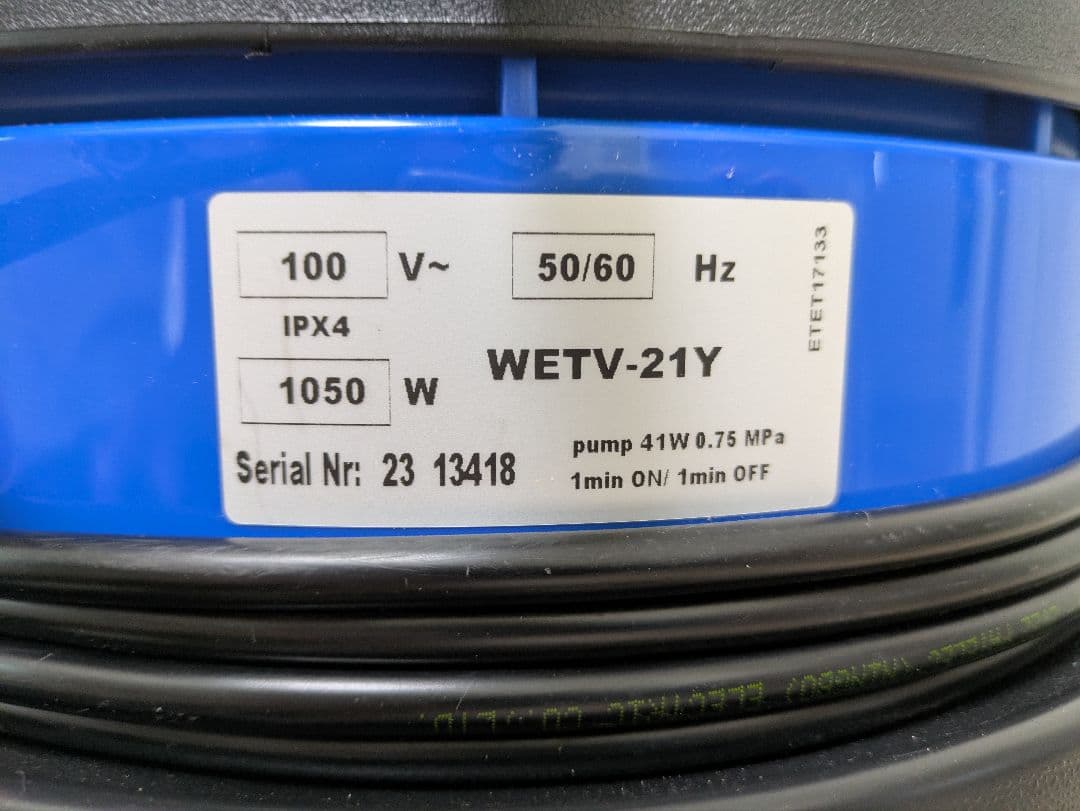 100 V~ 50/60 Hz
IPX4
1050 W
WETV-21Y
Serial Nr: 23 13418
pump 41W 0.75 MPa
1min ON/ 1min OFF
ETET17133